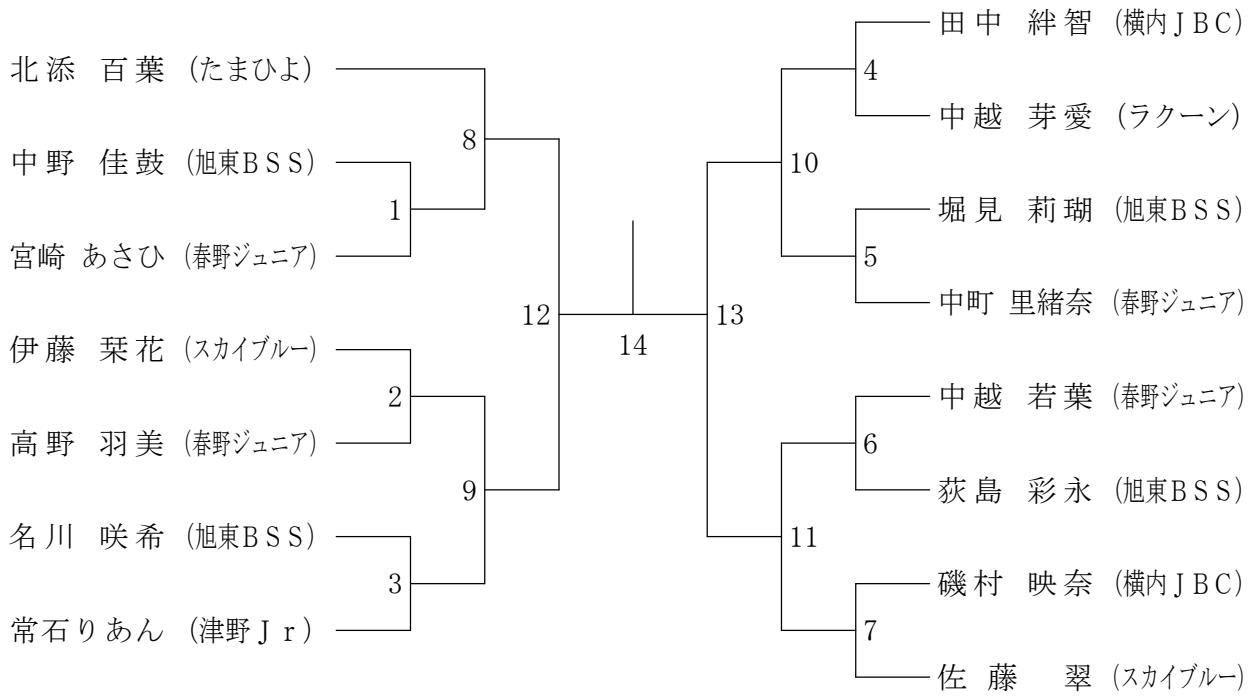 北添 百葉 (たまひよ)
8
中野 佳鼓 (旭東BSS)
1
宮崎 あさひ (春野ジュニア)
12
伊藤 栞花 (スカイブルー)
2
高野 羽美 (春野ジュニア)
9
名川 咲希 (旭東BSS)
3
常石りあん (津野Jr)
14
田中 絆智 (横内JBC)
4
中越 芽愛 (ラクーン)
10
堀見 莉瑚 (旭東BSS)
5
中町 里緒奈 (春野ジュニア)
13
中越 若葉 (春野ジュニア)
6
荻島 彩永 (旭東BSS)
11
磯村 映奈 (横内JBC)
7
佐藤 翠 (スカイブルー)